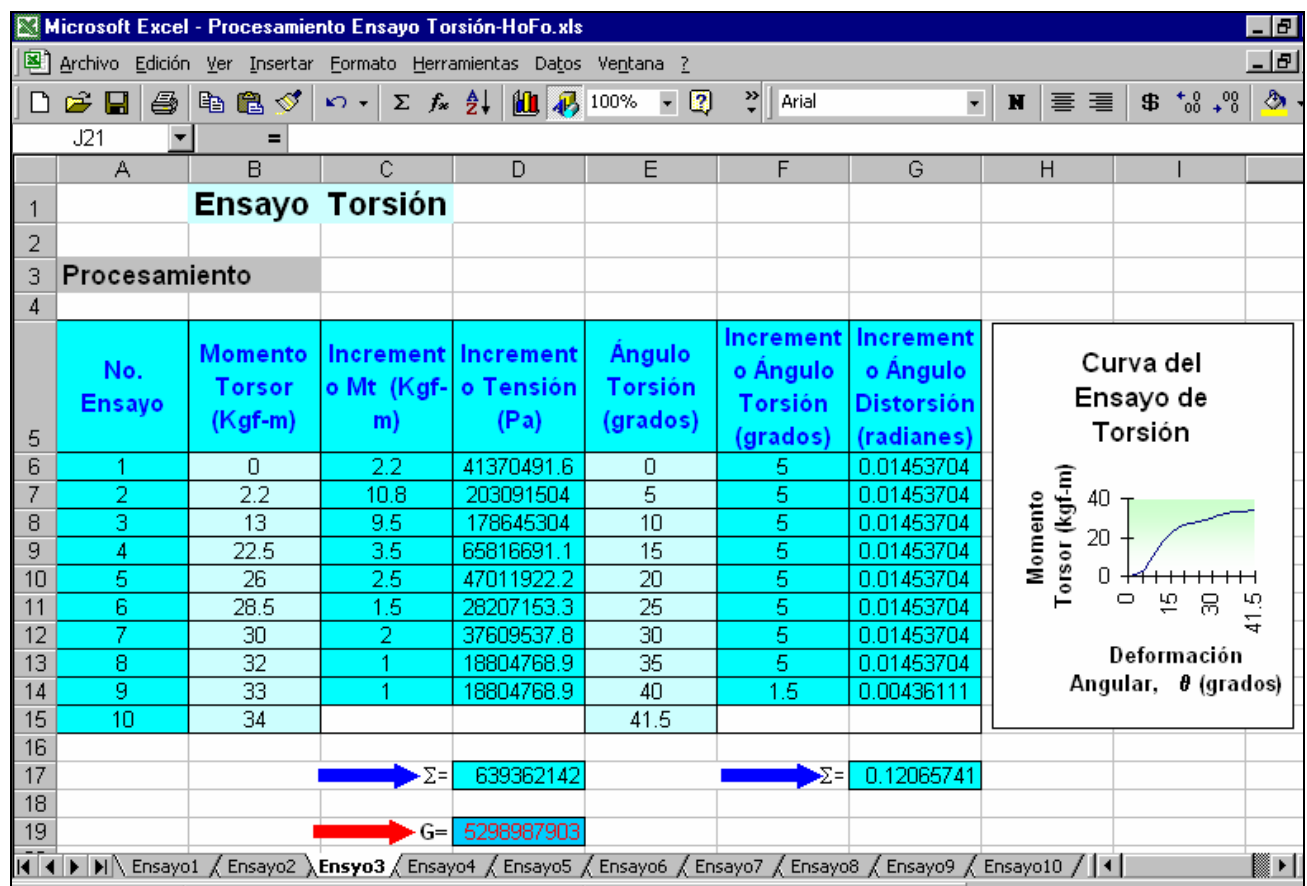 Microsoft Excel - Procesamiento Ensayo Torsión-HoFo.xls
Archivo Edición Ver Insertar Formato Herramientas Datos Ventana ?
Σ fx 100% Arial N $
J21 =
A B C D E F G H I
1 Ensayo Torsión
2
3 Procesamiento
4
5
No. Ensayo
Momento Torsor (Kgf-m)
Increment o Mt (Kgf-m)
Increment o Tensión (Pa)
Ángulo Torsión (grados)
Increment o Ángulo Torsión (grados)
Increment o Ángulo Distorsión (radianes)
6 1 0 2.2 41370491.6 0 5 0.01453704
7 2 2.2 10.8 203091504 5 5 0.01453704
8 3 13 9.5 178645304 10 5 0.01453704
9 4 22.5 3.5 65816691.1 15 5 0.01453704
10 5 26 2.5 47011922.2 20 5 0.01453704
11 6 28.5 1.5 28207153.3 25 5 0.01453704
12 7 30 2 37609537.8 30 5 0.01453704
13 8 32 1 18804768.9 35 5 0.01453704
14 9 33 1 18804768.9 40 1.5 0.00436111
15 10 34 41.5
16
17 Σ= 639362142 Σ= 0.12065741
18
19 G= 5298987903
Curva del
Ensayo de
Torsión
Momento
Torsor (kgf-m)
40
20
0
0 15 30 41.5
Deformación
Angular, θ (grados)
Ensayo1 Ensayo2 Ensyo3 Ensayo4 Ensayo5 Ensayo6 Ensayo7 Ensayo8 Ensayo9 Ensayo10